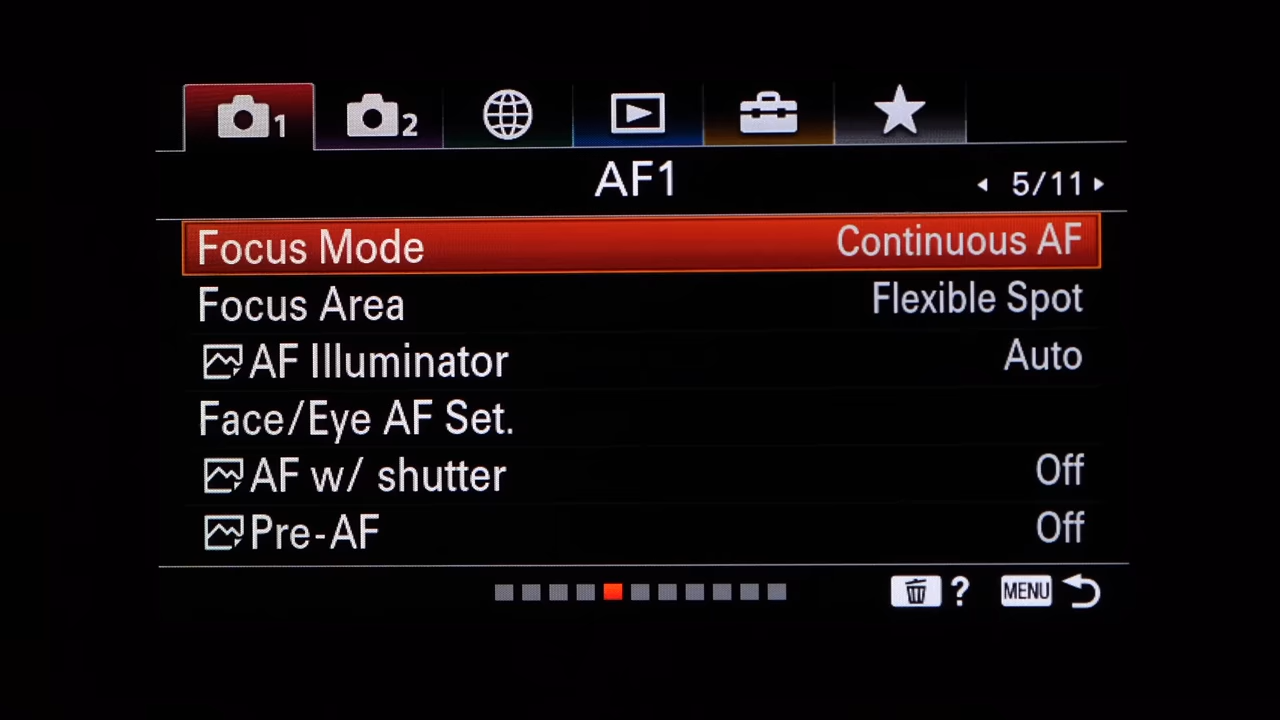 1 2
AF1
5/11
Focus Mode Continuous AF
Focus Area Flexible Spot
AF Illuminator Auto
Face/Eye AF Set.
AF w/ shutter Off
Pre-AF Off
? MENU